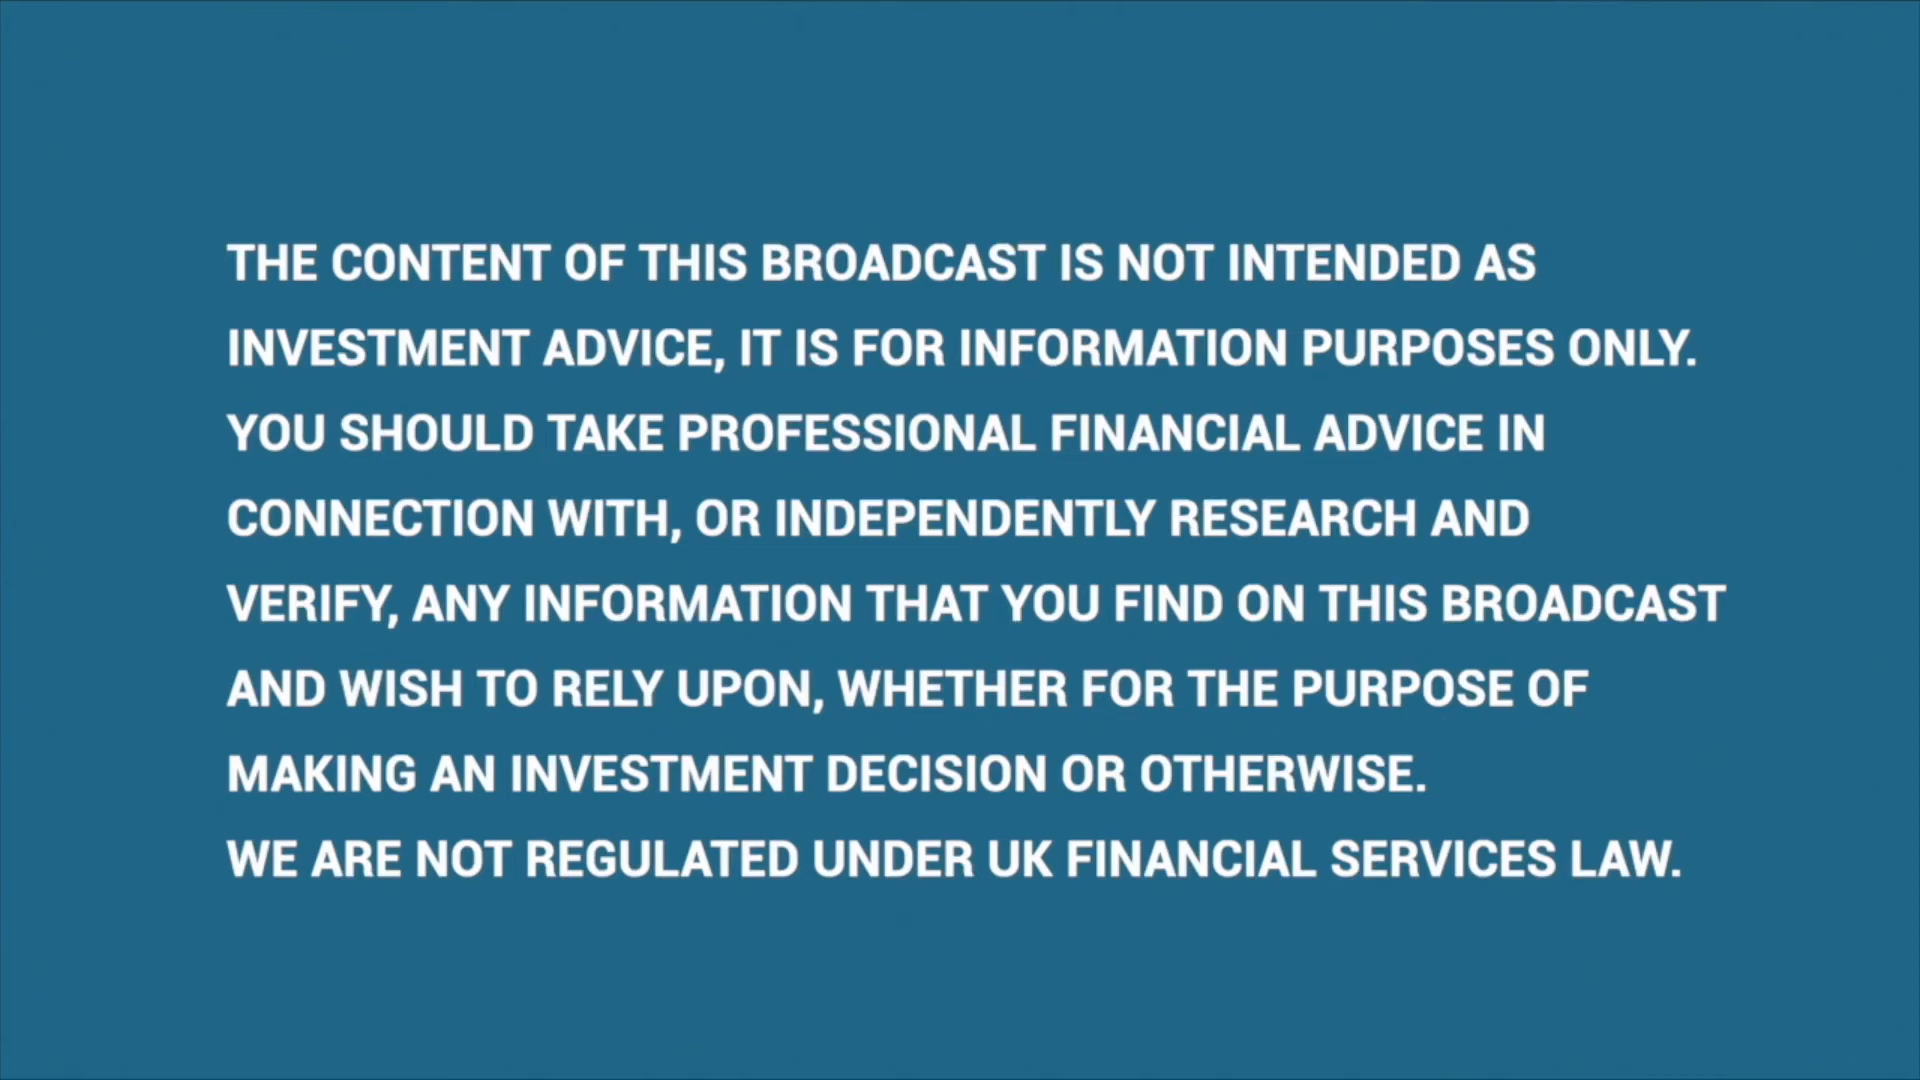 THE CONTENT OF THIS BROADCAST IS NOT INTENDED AS
INVESTMENT ADVICE, IT IS FOR INFORMATION PURPOSES ONLY.
YOU SHOULD TAKE PROFESSIONAL FINANCIAL ADVICE IN
CONNECTION WITH, OR INDEPENDENTLY RESEARCH AND
VERIFY, ANY INFORMATION THAT YOU FIND ON THIS BROADCAST
AND WISH TO RELY UPON, WHETHER FOR THE PURPOSE OF
MAKING AN INVESTMENT DECISION OR OTHERWISE.
WE ARE NOT REGULATED UNDER UK FINANCIAL SERVICES LAW.